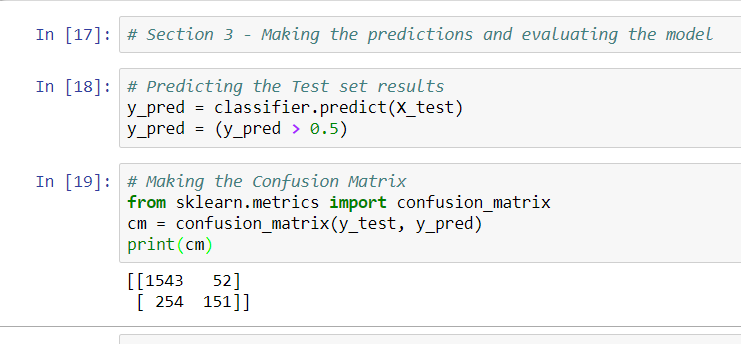 In [17]: # Section 3 - Making the predictions and evaluating the model
In [18]: # Predicting the Test set results
y_pred = classifier.predict(X_test)
y_pred = (y_pred > 0.5)
In [19]: # Making the Confusion Matrix
from sklearn.metrics import confusion_matrix
cm = confusion_matrix(y_test, y_pred)
print(cm)
[[1543   52]
 [ 254  151]]